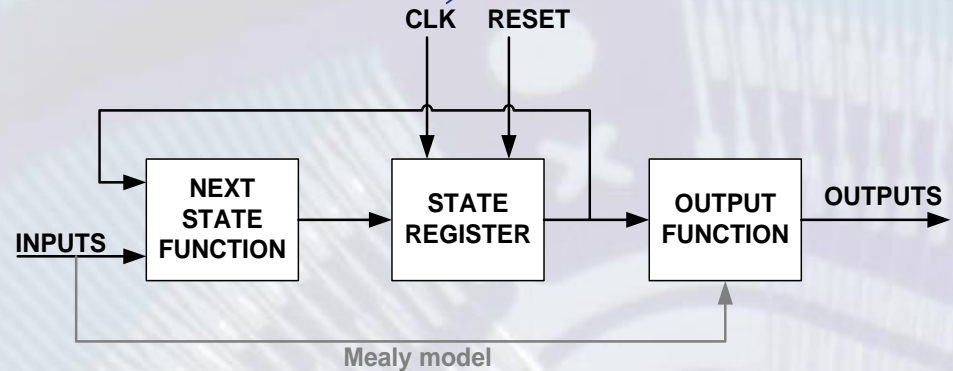 CLK RESET
NEXT
STATE
FUNCTION
STATE
REGISTER
OUTPUT
FUNCTION
OUTPUTS
INPUTS
Mealy model